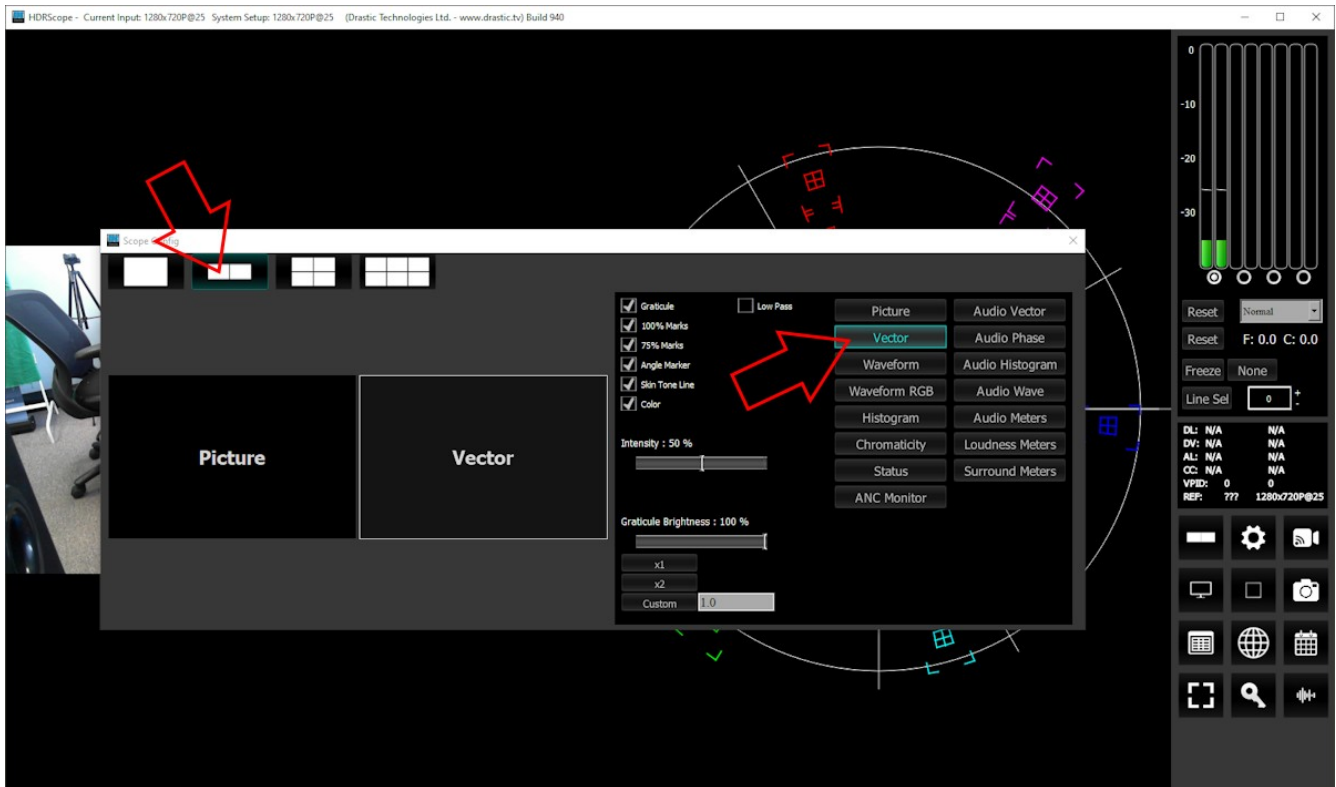 HDRScope - Current Input: 1280x720P@25 System Setup: 1280x720P@25 (Drastic Technologies Ltd. - www.drastic.tv) Build 940
0
-10
-20
-30
Reset Normal
Reset F: 0.0 C: 0.0
Freeze None
Line Sel 0 + -
DL: N/A N/A
DV: N/A N/A
AL: N/A N/A
CC: N/A N/A
VPID: 0 0
REF: ??? 1280x720P@25
Scope Config
Picture
Vector
Graticule Low Pass
100% Marks
75% Marks
Angle Marker
Skin Tone Line
Color
Intensity : 50 %
Graticule Brightness : 100 %
x1
x2
Custom 1.0
Picture Audio Vector
Vector Audio Phase
Waveform Audio Histogram
Waveform RGB Audio Wave
Histogram Audio Meters
Chromaticity Loudness Meters
Status Surround Meters
ANC Monitor